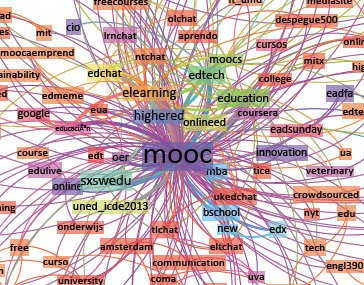 freecourses
mediasite
cio
olchat
despegue500
mit
lrnchat
aprendo
moocaemprend
ntchat
moocs
cursos
edchat
edtech
mitx
ainability
elearning
college
edmeme
education
eadfa
google
eua
highered
onlineed
coursera
eadsunday
course
edt
oer
mooc
innovation
ua
edulive
mba
tice
veterinary
online
sxswedu
ukedchat
crowdsourced
uned_icde2013
bschool
nyt
edu
onderwijs
tlchat
new
edx
free
amsterdam
eltchat
tech
curso
communication
engl390
university
coma
uva